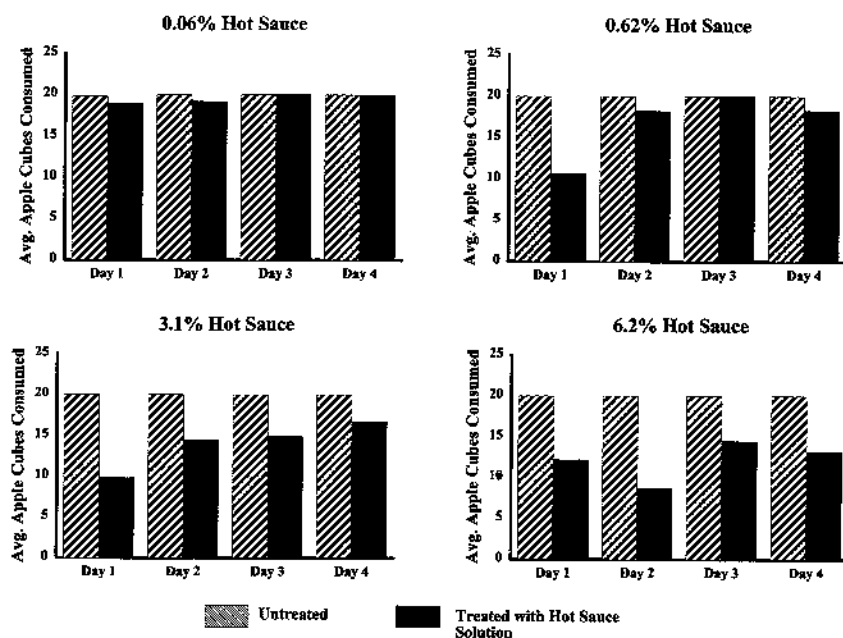 0.06% Hot Sauce
Avg. Apple Cubes Consumed
25
20
15
10
5
0
Day 1 Day 2 Day 3 Day 4
0.62% Hot Sauce
Avg. Apple Cubes Consumed
25
20
15
10
5
0
Day 1 Day 2 Day 3 Day 4
3.1% Hot Sauce
Avg. Apple Cubes Consumed
25
20
15
10
5
0
Day 1 Day 2 Day 3 Day 4
6.2% Hot Sauce
Avg. Apple Cubes Consumed
25
20
15
10
5
0
Day 1 Day 2 Day 3 Day 4
Untreated
Treated with Hot Sauce
Solution